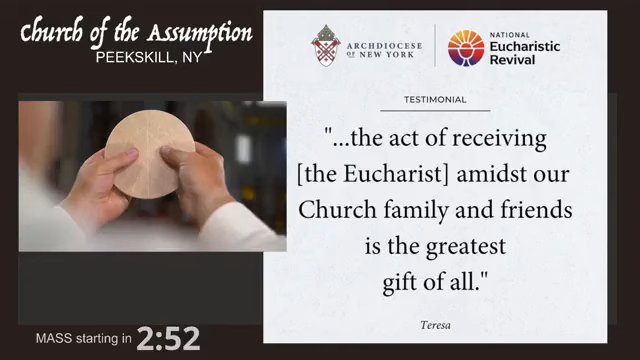 Church of the Assumption
PEEKSKILL, NY
ARCHDIOCESE
OF NEW YORK
NATIONAL
Eucharistic
Revival
TESTIMONIAL
"...the act of receiving
[the Eucharist] amidst our
Church family and friends
is the greatest
gift of all."
Teresa
MASS starting in 2:52